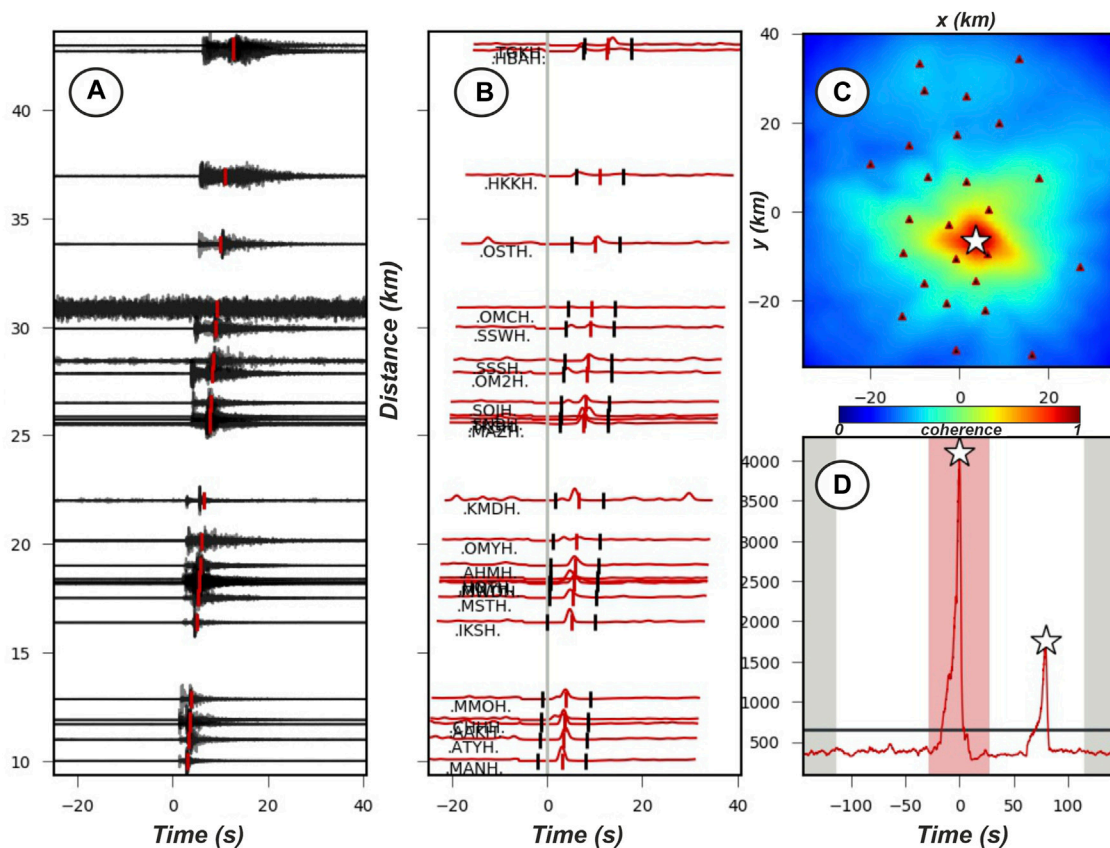 A
B
C
D
40
35
30
25
20
15
10
−20
0
20
40
Time (s)
Distance (km)
TGKH.
.HBAH.
.HKKH.
.OSTH.
.OMCH.
.SSWH.
SSSH.
.OM2H.
SOJH.
.MAZH.
.KMDH.
.OMYH.
AHMH.
.MSTH.
.IKSH.
.MMOH.
.AAKH.
.ATYH.
.MANH.
−20
0
20
40
Time (s)
x (km)
y (km)
40
20
0
−20
−20
0
20
0
coherence
1
4000
3500
3000
2500
2000
1500
1000
500
−100
−50
0
50
100
Time (s)